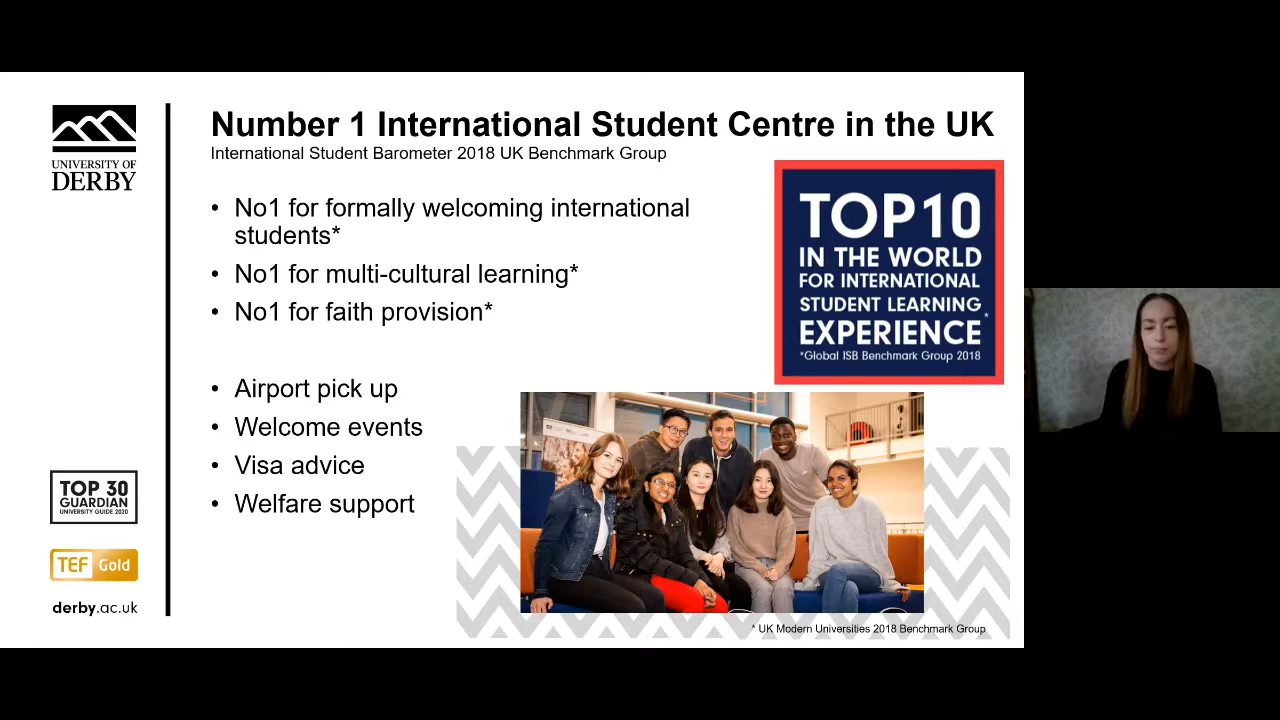 UNIVERSITY OF
DERBY
Number 1 International Student Centre in the UK
International Student Barometer 2018 UK Benchmark Group
• No1 for formally welcoming international
students*
• No1 for multi-cultural learning*
• No1 for faith provision*
• Airport pick up
• Welcome events
• Visa advice
• Welfare support
TOP10
IN THE WORLD
FOR INTERNATIONAL
STUDENT LEARNING
EXPERIENCE*
*Global ISB Benchmark Group 2018
TOP 30
GUARDIAN
UNIVERSITY GUIDE 2020
TEF Gold
derby.ac.uk
* UK Modern Universities 2018 Benchmark Group